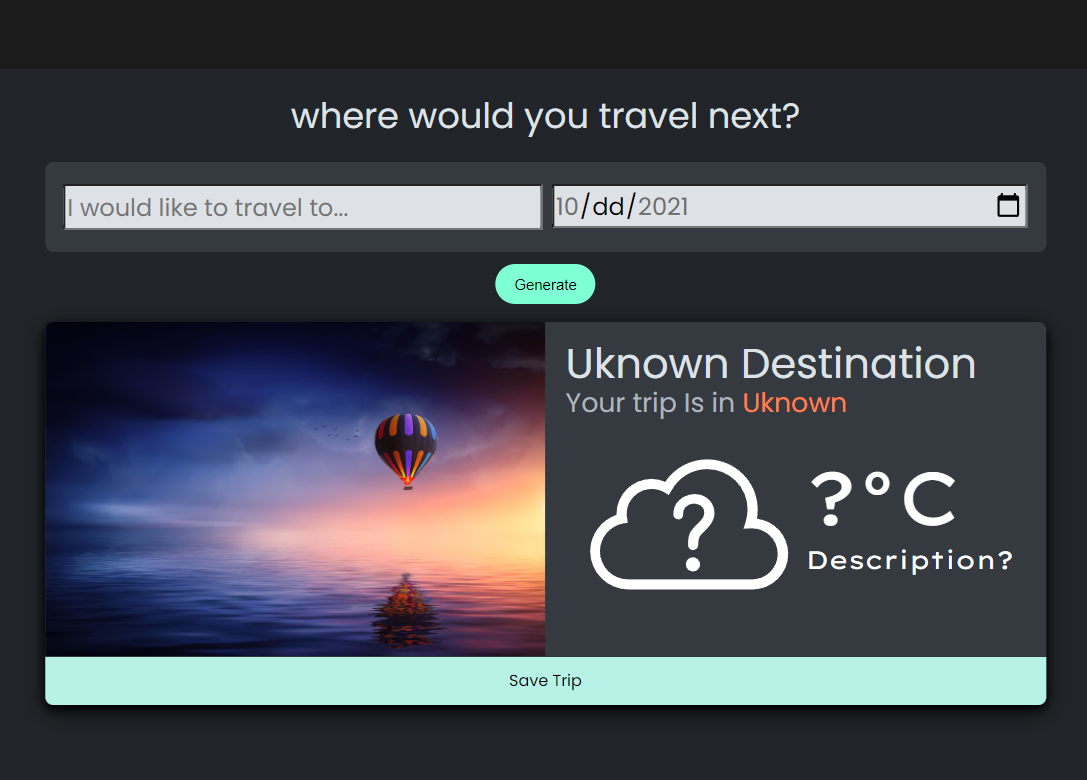 where would you travel next?
I would like to travel to...
10/dd/2021
Generate
Uknown Destination
Your trip Is in Uknown
?
?°C
Description?
Save Trip